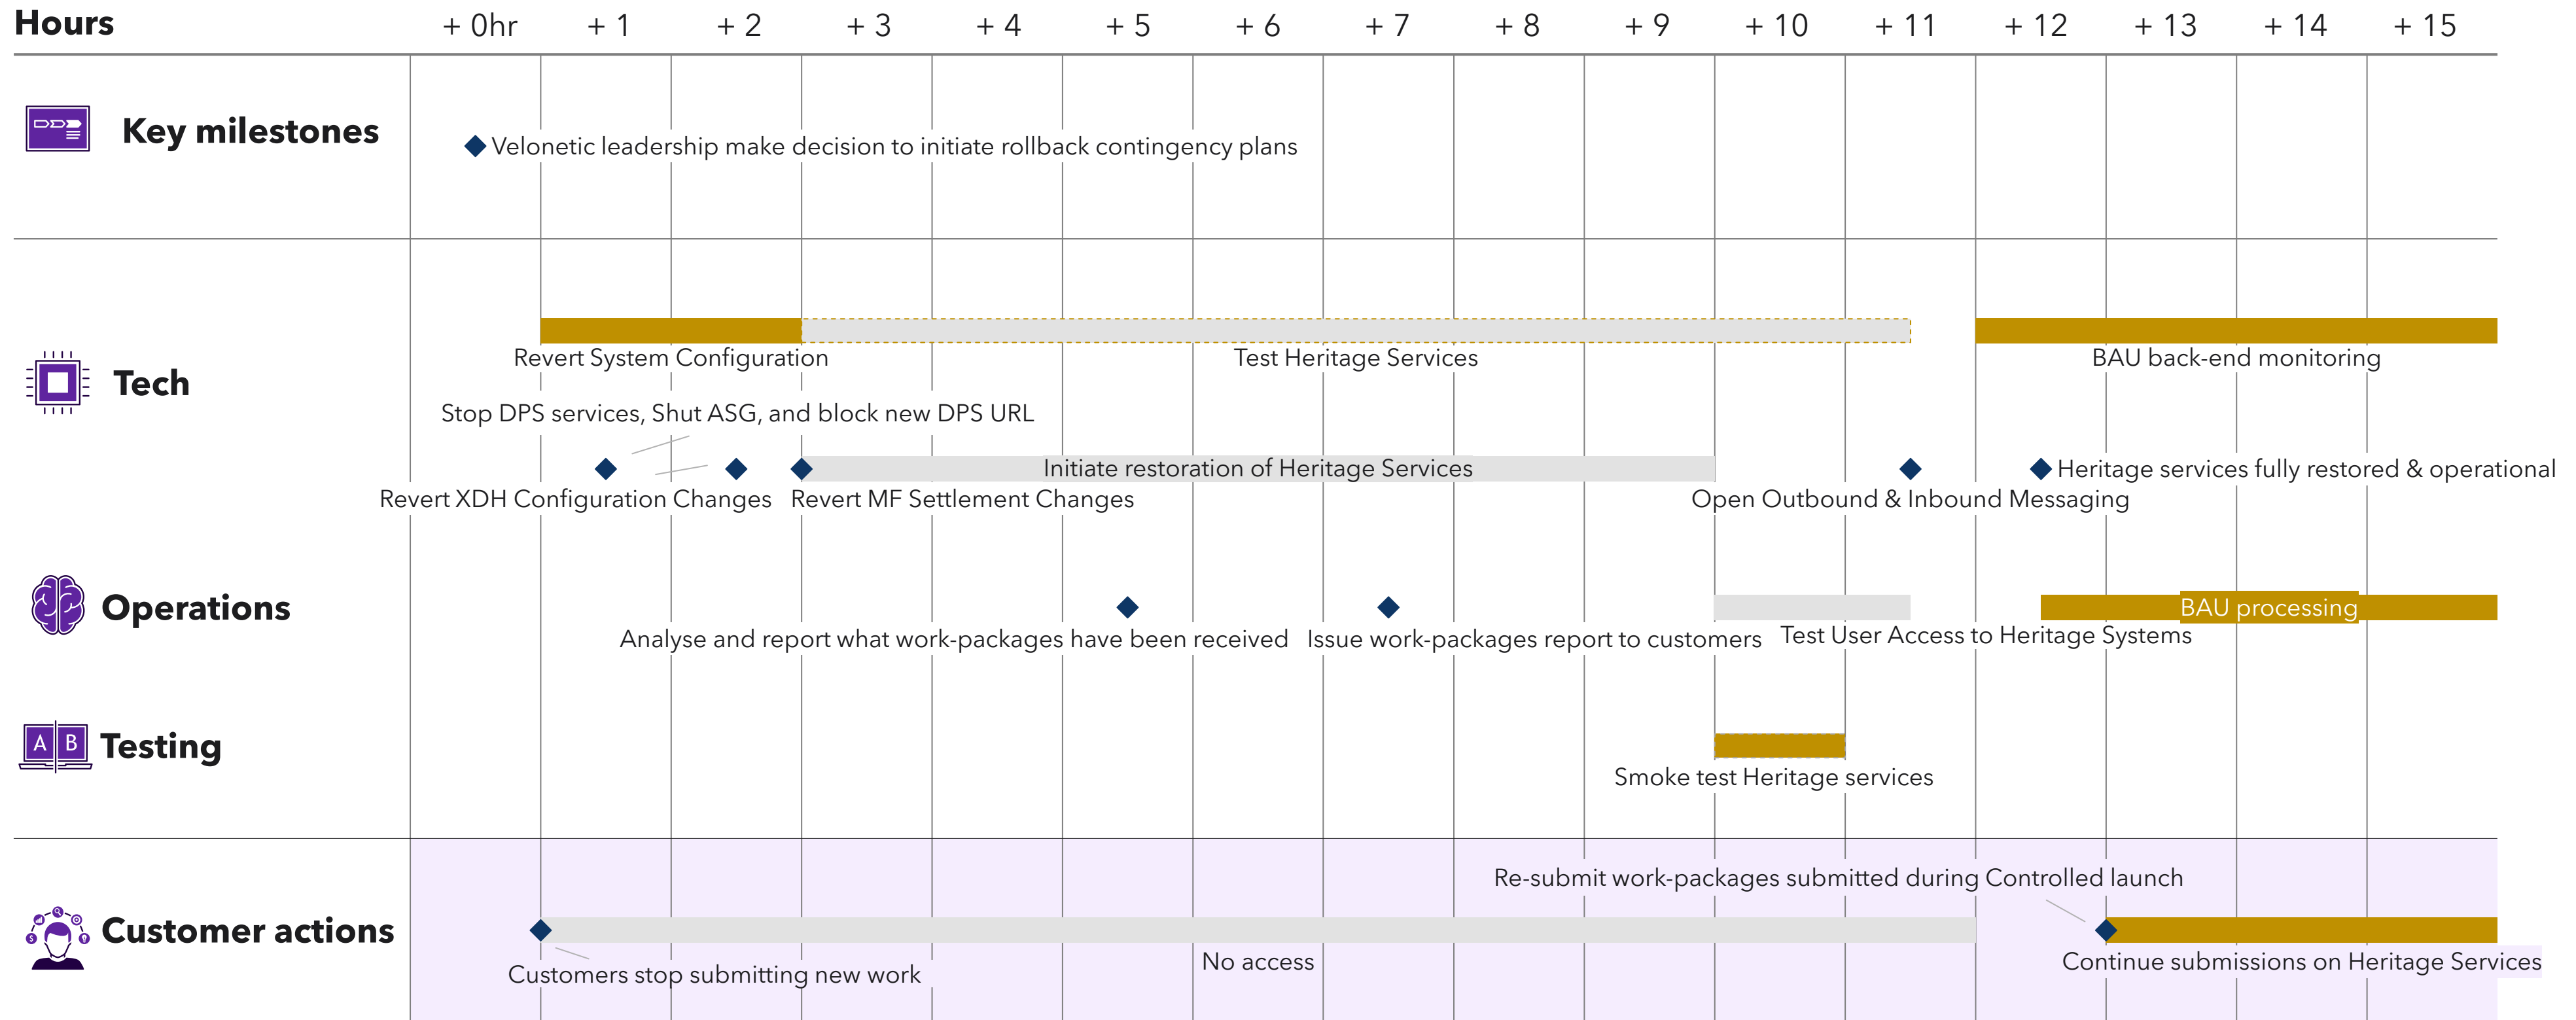 Hours
+ 0hr
+ 1
+ 2
+ 3
+ 4
+ 5
+ 6
+ 7
+ 8
+ 9
+ 10
+ 11
+ 12
+ 13
+ 14
+ 15
Key milestones
Velonetic leadership make decision to initiate rollback contingency plans
Tech
Revert System Configuration
Test Heritage Services
BAU back-end monitoring
Stop DPS services, Shut ASG, and block new DPS URL
Initiate restoration of Heritage Services
Heritage services fully restored & operational
Revert XDH Configuration Changes
Revert MF Settlement Changes
Open Outbound & Inbound Messaging
Operations
BAU processing
Analyse and report what work-packages have been received
Issue work-packages report to customers
Test User Access to Heritage Systems
Testing
A B
Smoke test Heritage services
Customer actions
Re-submit work-packages submitted during Controlled launch
Customers stop submitting new work
No access
Continue submissions on Heritage Services